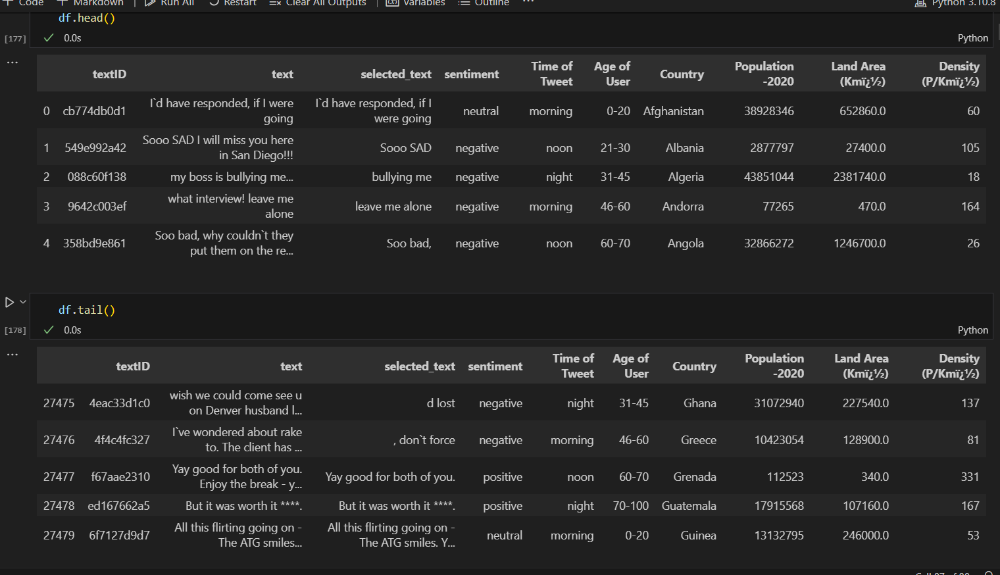 Code Markdown Run All Restart Clear All Outputs Variables Outline ... Python 3.10.8
df.head()
[177] 0.0s Python
textID text selected_text sentiment Time of Tweet Age of User Country Population -2020 Land Area (Kmï¿½) Density (P/Kmï¿½)
0 cb774db0d1 I`d have responded, if I were going I`d have responded, if I were going neutral morning 0-20 Afghanistan 38928346 652860.0 60
1 549e992a42 Sooo SAD I will miss you here in San Diego!!! Sooo SAD negative noon 21-30 Albania 2877797 27400.0 105
2 088c60f138 my boss is bullying me... bullying me negative night 31-45 Algeria 43851044 2381740.0 18
3 9642c003ef what interview! leave me alone leave me alone negative morning 46-60 Andorra 77265 470.0 164
4 358bd9e861 Soo bad, why couldn`t they put them on the re... Soo bad, negative noon 60-70 Angola 32866272 1246700.0 26
df.tail()
[178] 0.0s Python
textID text selected_text sentiment Time of Tweet Age of User Country Population -2020 Land Area (Kmï¿½) Density (P/Kmï¿½)
27475 4eac33d1c0 wish we could come see u on Denver husband l... d lost negative night 31-45 Ghana 31072940 227540.0 137
27476 4f4c4fc327 I`ve wondered about rake to. The client has ... , don`t force negative morning 46-60 Greece 10423054 128900.0 81
27477 f67aae2310 Yay good for both of you. Enjoy the break - y... Yay good for both of you. positive noon 60-70 Grenada 112523 340.0 331
27478 ed167662a5 But it was worth it ****. But it was worth it ****. positive night 70-100 Guatemala 17915568 107160.0 167
27479 6f7127d9d7 All this flirting going on - The ATG smiles... All this flirting going on - The ATG smiles. Y... neutral morning 0-20 Guinea 13132795 246000.0 53